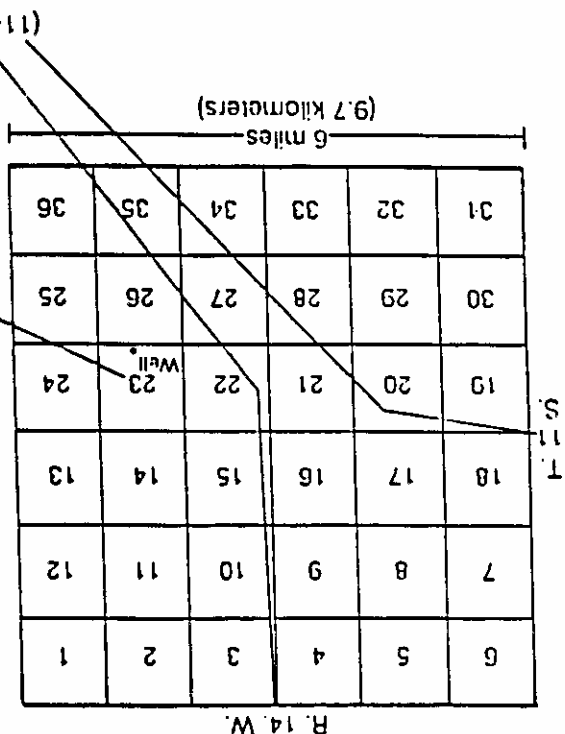 R. 14 W.
6 5 4 3 2 1
7 8 9 10 11 12
18 17 16 15 14 13
T.
11
S.
19 20 21 22 23 24
Well
30 29 28 27 26 25
31 32 33 34 35 36
6 miles
(9.7 kilometers)
(11-